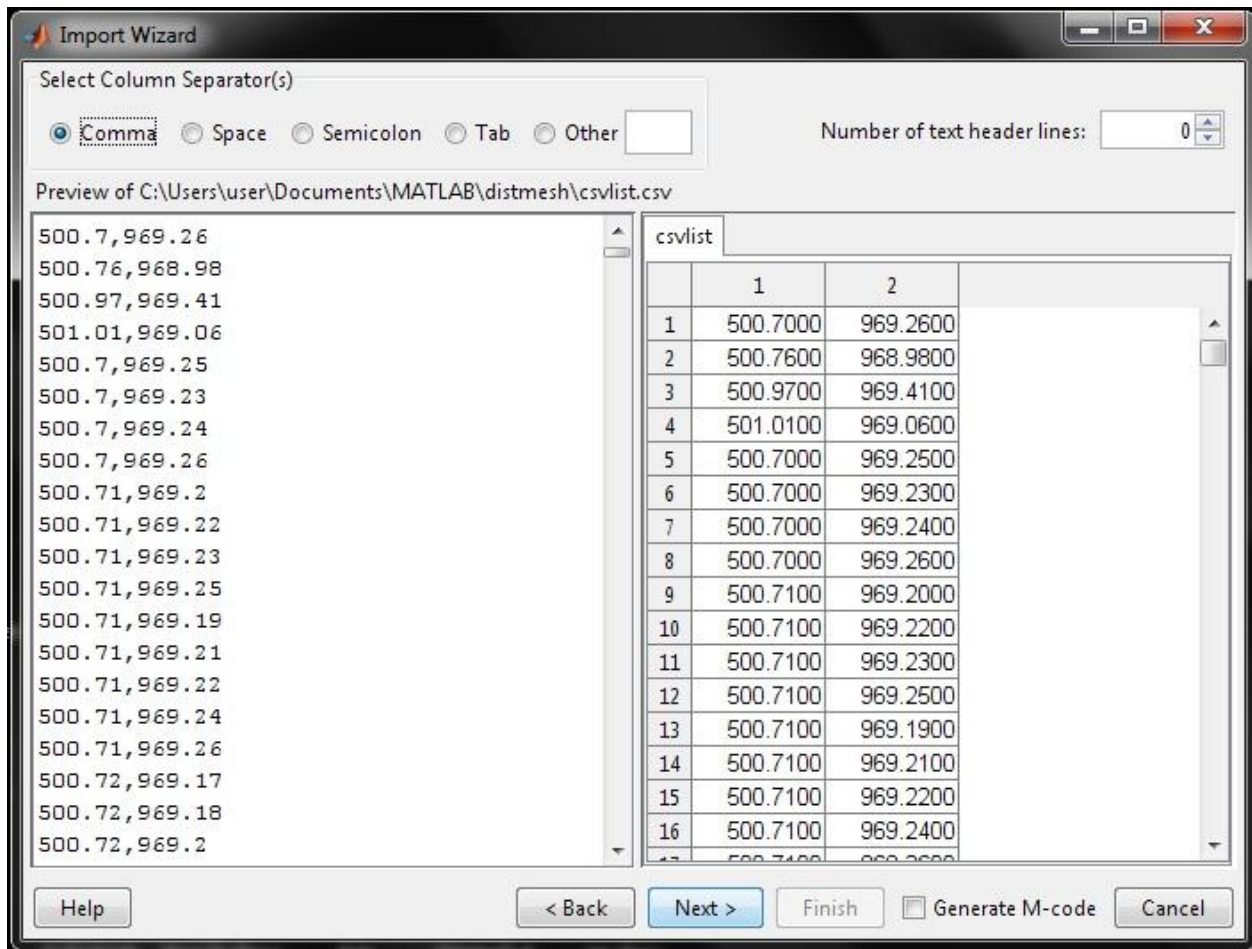 Import Wizard
Select Column Separator(s)
Comma Space Semicolon Tab Other
Number of text header lines: 0
Preview of C:\Users\user\Documents\MATLAB\distmesh\csvlist.csv
500.7,969.26
500.76,968.98
500.97,969.41
501.01,969.06
500.7,969.25
500.7,969.23
500.7,969.24
500.7,969.26
500.71,969.2
500.71,969.22
500.71,969.23
500.71,969.25
500.71,969.19
500.71,969.21
500.71,969.22
500.71,969.24
500.71,969.26
500.72,969.17
500.72,969.18
500.72,969.2
csvlist
1 2
1 500.7000 969.2600
2 500.7600 968.9800
3 500.9700 969.4100
4 501.0100 969.0600
5 500.7000 969.2500
6 500.7000 969.2300
7 500.7000 969.2400
8 500.7000 969.2600
9 500.7100 969.2000
10 500.7100 969.2200
11 500.7100 969.2300
12 500.7100 969.2500
13 500.7100 969.1900
14 500.7100 969.2100
15 500.7100 969.2200
16 500.7100 969.2400
Help < Back Next > Finish Generate M-code Cancel